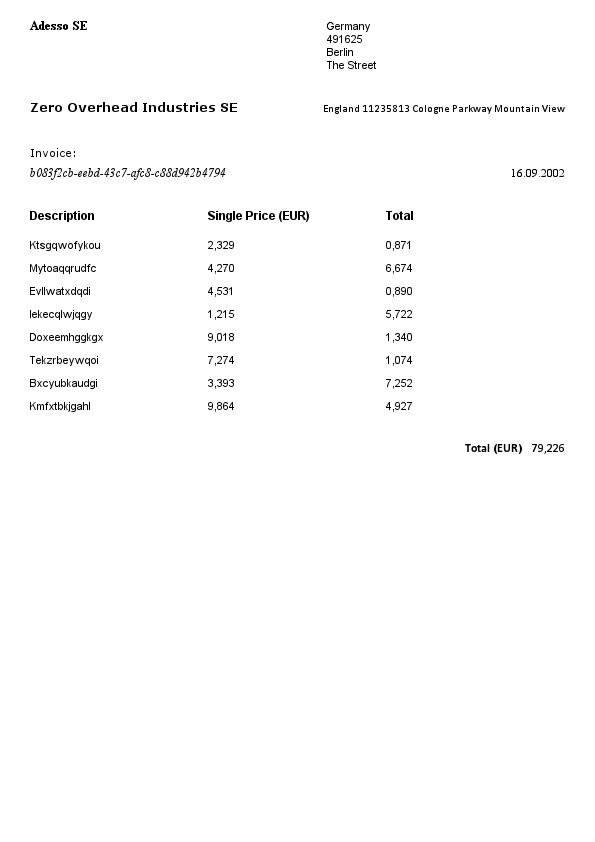 Adesso SE
Germany
491625
Berlin
The Street
Zero Overhead Industries SE England 11235813 Cologne Parkway Mountain View
Invoice:
b083f2cb-eebd-43c7-afc8-c88d942b4794 16.09.2002
Description Single Price (EUR) Total
Ktsgqwofykou 2,329 0,871
Mytoaqqrudfc 4,270 6,674
Evllwatxdqdi 4,531 0,890
Iekecqlwjqgy 1,215 5,722
Doxeemhggkgx 9,018 1,340
Tekzrbeywqoi 7,274 1,074
Bxcyubkaudgi 3,393 7,252
Kmfxtbkjgahl 9,864 4,927
Total (EUR) 79,226